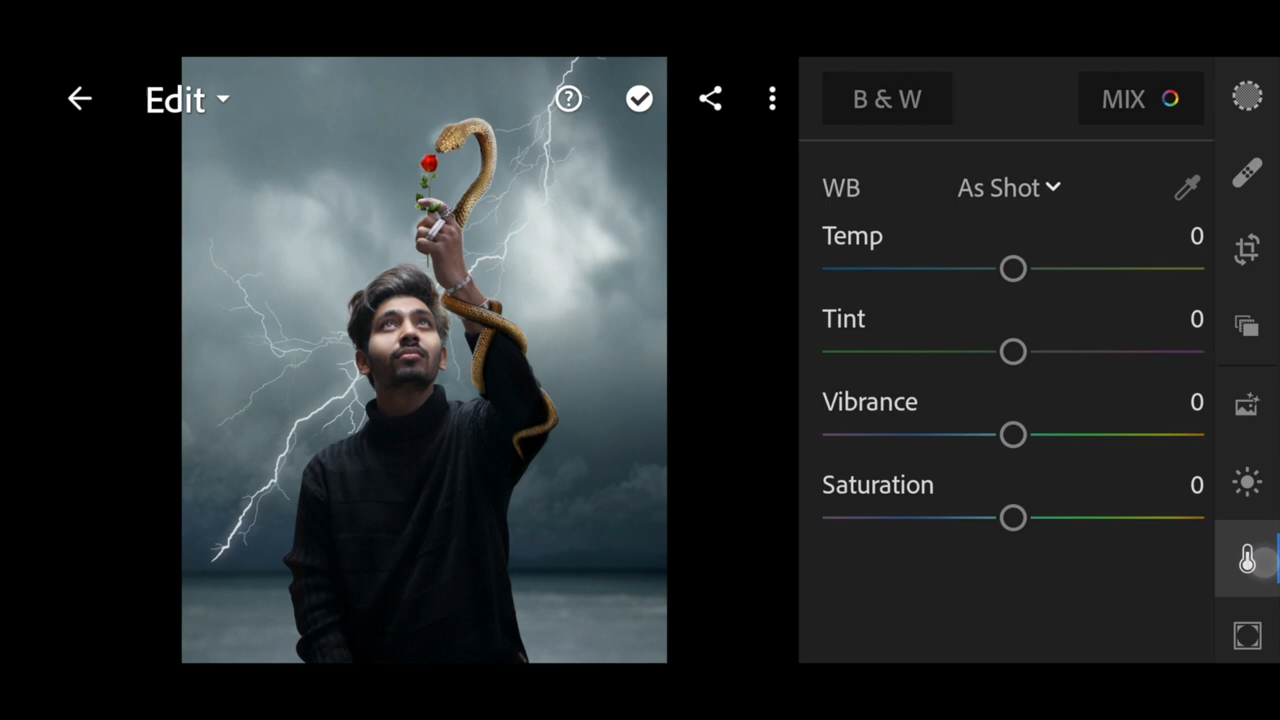 Edit
B & W
MIX
WB
As Shot
Temp
0
Tint
0
Vibrance
0
Saturation
0